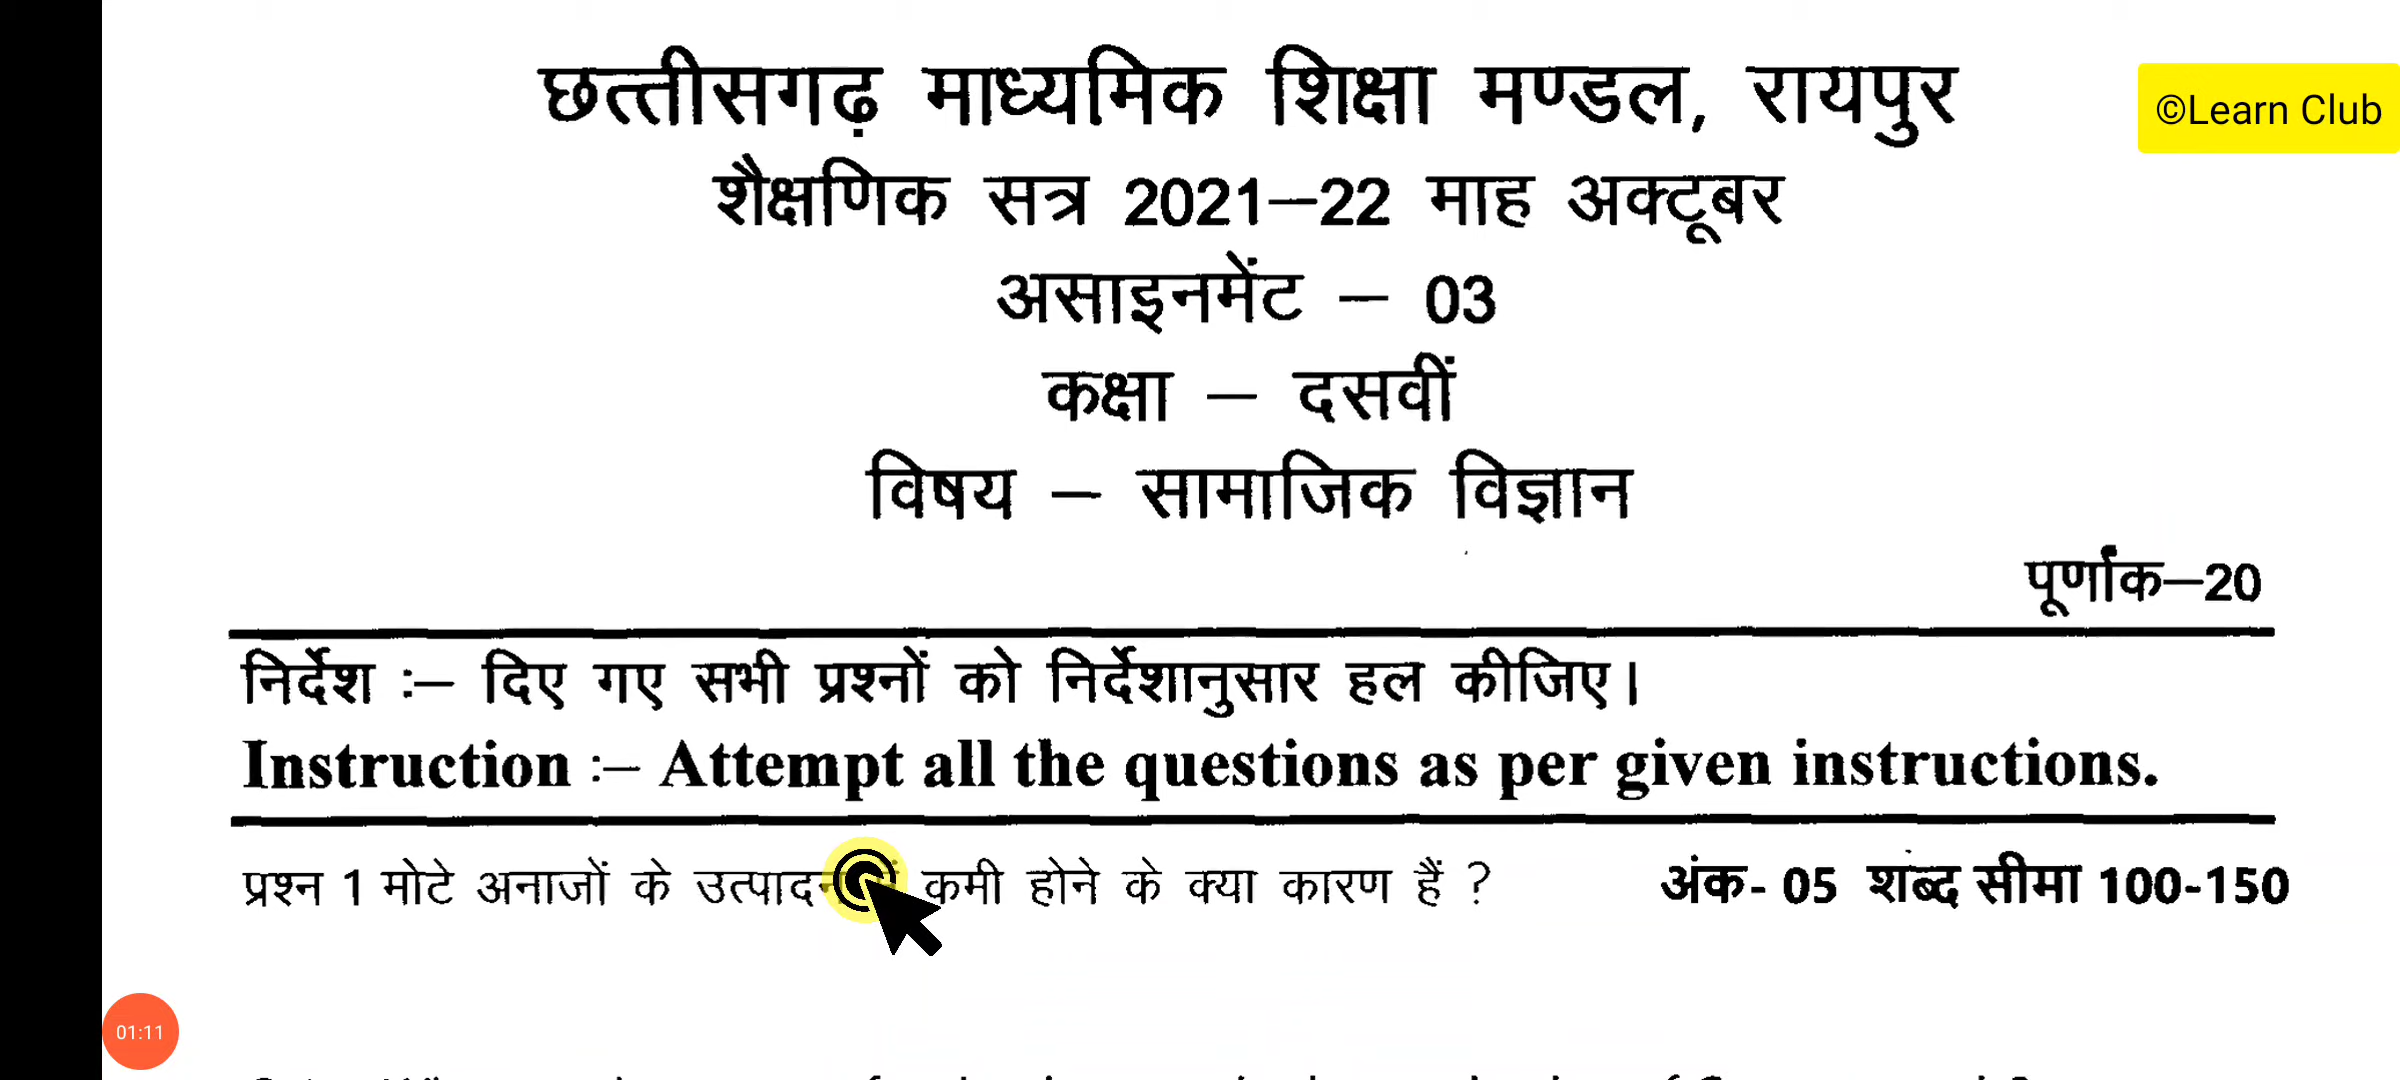 छत्तीसगढ़ माध्यमिक शिक्षा मण्डल, रायपुर
©Learn Club
शैक्षणिक सत्र 2021–22 माह अक्टूबर
असाइनमेंट – 03
कक्षा – दसवीं
विषय – सामाजिक विज्ञान
पूर्णांक–20
निर्देश :– दिए गए सभी प्रश्नों को निर्देशानुसार हल कीजिए।
Instruction :– Attempt all the questions as per given instructions.
प्रश्न 1 मोटे अनाजों के कमी होने के क्या कारण हैं ? अंक- 05 शब्द सीमा 100-150
01:11